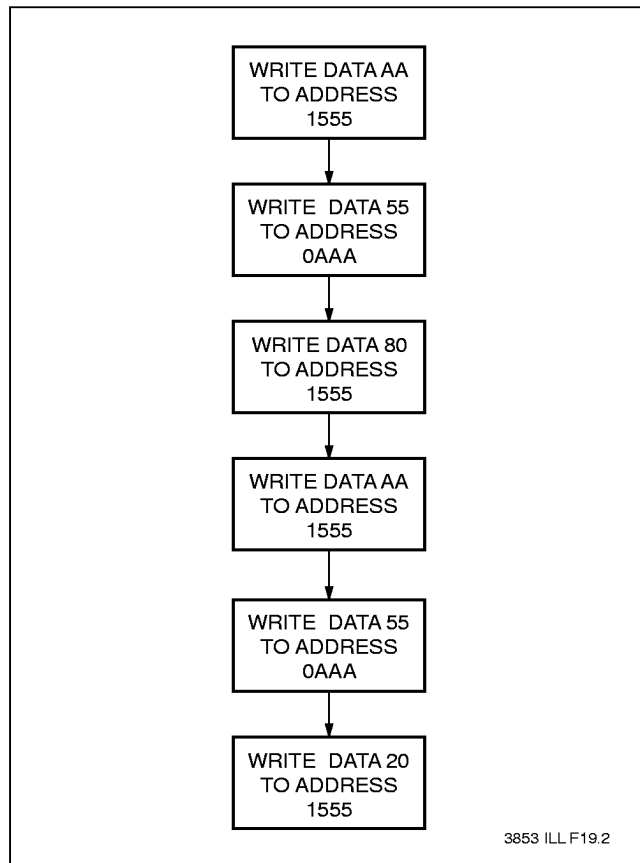 WRITE DATA AA
TO ADDRESS
1555
WRITE DATA 55
TO ADDRESS
0AAA
WRITE DATA 80
TO ADDRESS
1555
WRITE DATA AA
TO ADDRESS
1555
WRITE DATA 55
TO ADDRESS
0AAA
WRITE DATA 20
TO ADDRESS
1555
3853 ILL F19.2